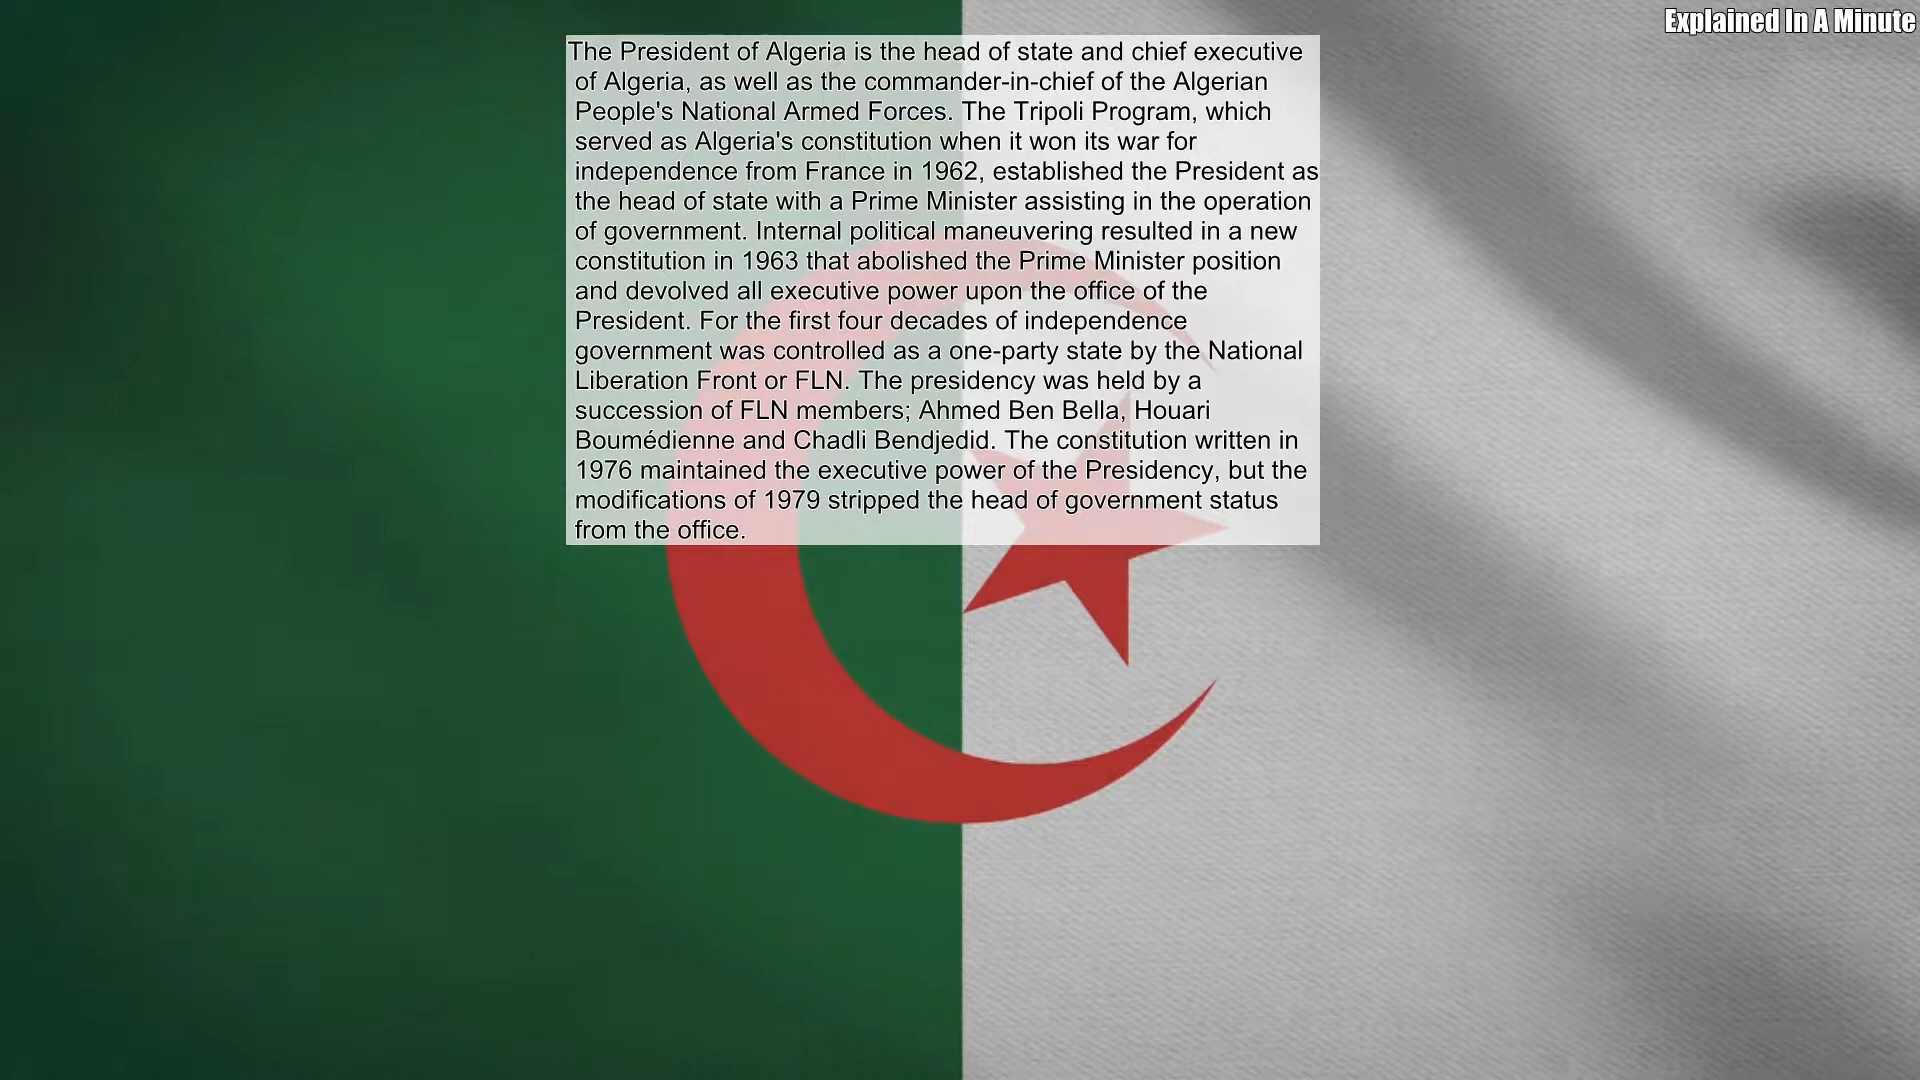 Explained In A Minute
The President of Algeria is the head of state and chief executive
of Algeria, as well as the commander-in-chief of the Algerian
People's National Armed Forces. The Tripoli Program, which
served as Algeria's constitution when it won its war for
independence from France in 1962, established the President as
the head of state with a Prime Minister assisting in the operation
of government. Internal political maneuvering resulted in a new
constitution in 1963 that abolished the Prime Minister position
and devolved all executive power upon the office of the
President. For the first four decades of independence
government was controlled as a one-party state by the National
Liberation Front or FLN. The presidency was held by a
succession of FLN members; Ahmed Ben Bella, Houari
Boumédienne and Chadli Bendjedid. The constitution written in
1976 maintained the executive power of the Presidency, but the
modifications of 1979 stripped the head of government status
from the office.